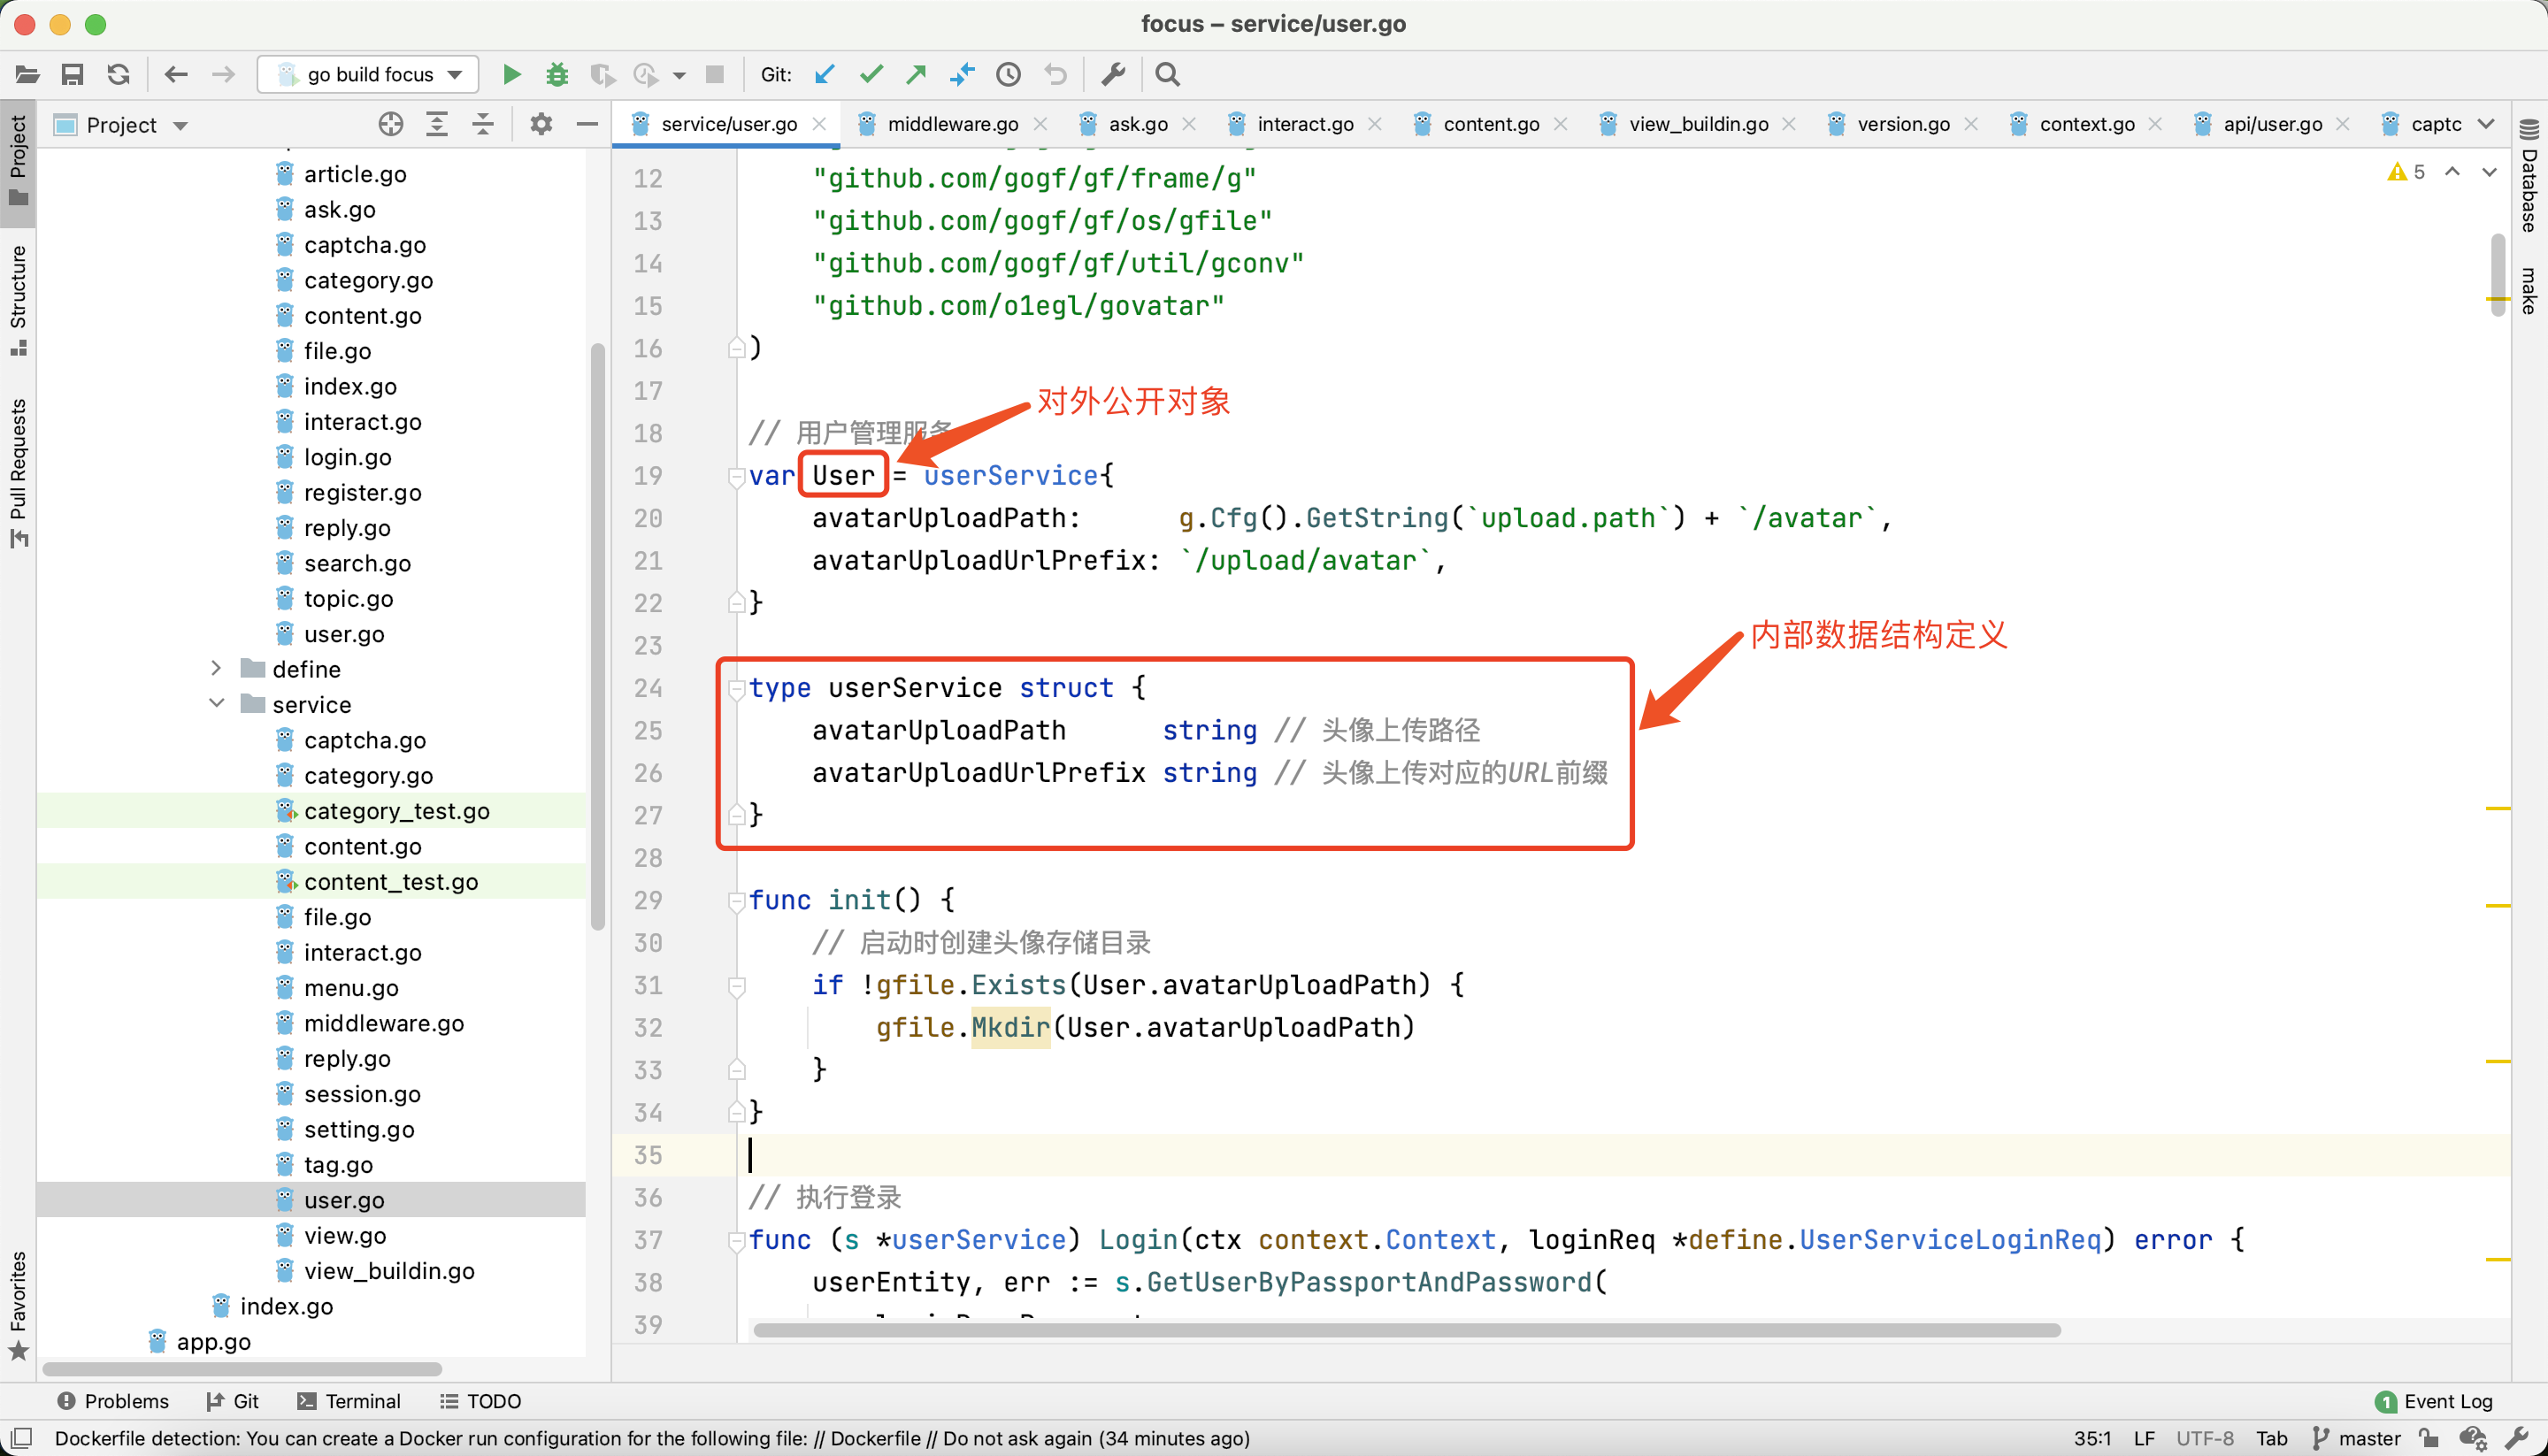 focus – service/user.go
go build focus
Git:
Project
service/user.go
middleware.go
ask.go
interact.go
content.go
view_buildin.go
version.go
context.go
api/user.go
captc
Project
Structure
Pull Requests
Favorites
Database
make
article.go
ask.go
captcha.go
category.go
content.go
file.go
index.go
interact.go
login.go
register.go
reply.go
search.go
topic.go
user.go
define
service
captcha.go
category.go
category_test.go
content.go
content_test.go
file.go
interact.go
menu.go
middleware.go
reply.go
session.go
setting.go
tag.go
user.go
view.go
view_buildin.go
index.go
app.go
5
12 "github.com/gogf/gf/frame/g"
13 "github.com/gogf/gf/os/gfile"
14 "github.com/gogf/gf/util/gconv"
15 "github.com/o1egl/govatar"
16 )
17
对外公开对象
18 // 用户管理服务
19 var User = userService{
20 avatarUploadPath: g.Cfg().GetString(`upload.path`) + `/avatar`,
21 avatarUploadUrlPrefix: `/upload/avatar`,
22 }
23
内部数据结构定义
24 type userService struct {
25 avatarUploadPath string // 头像上传路径
26 avatarUploadUrlPrefix string // 头像上传对应的URL前缀
27 }
28
29 func init() {
30 // 启动时创建头像存储目录
31 if !gfile.Exists(User.avatarUploadPath) {
32 gfile.Mkdir(User.avatarUploadPath)
33 }
34 }
35
36 // 执行登录
37 func (s *userService) Login(ctx context.Context, loginReq *define.UserServiceLoginReq) error {
38 userEntity, err := s.GetUserByPassportAndPassword(
39
Problems
Git
Terminal
TODO
1 Event Log
Dockerfile detection: You can create a Docker run configuration for the following file: // Dockerfile // Do not ask again (34 minutes ago)
35:1 LF UTF-8 Tab master